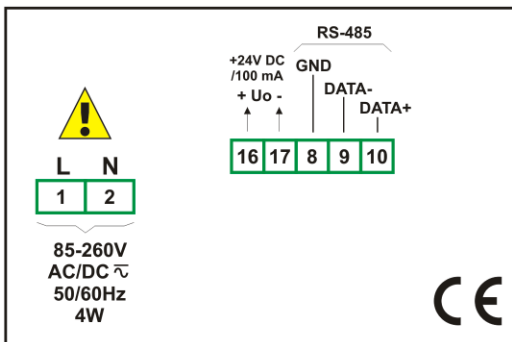 RS-485
+24V DC
/100 mA
GND
+ Uo -
DATA-
DATA+
16 17 8 9 10
L N
1 2
85-260V
AC/DC ⏦
50/60Hz
4W
CE